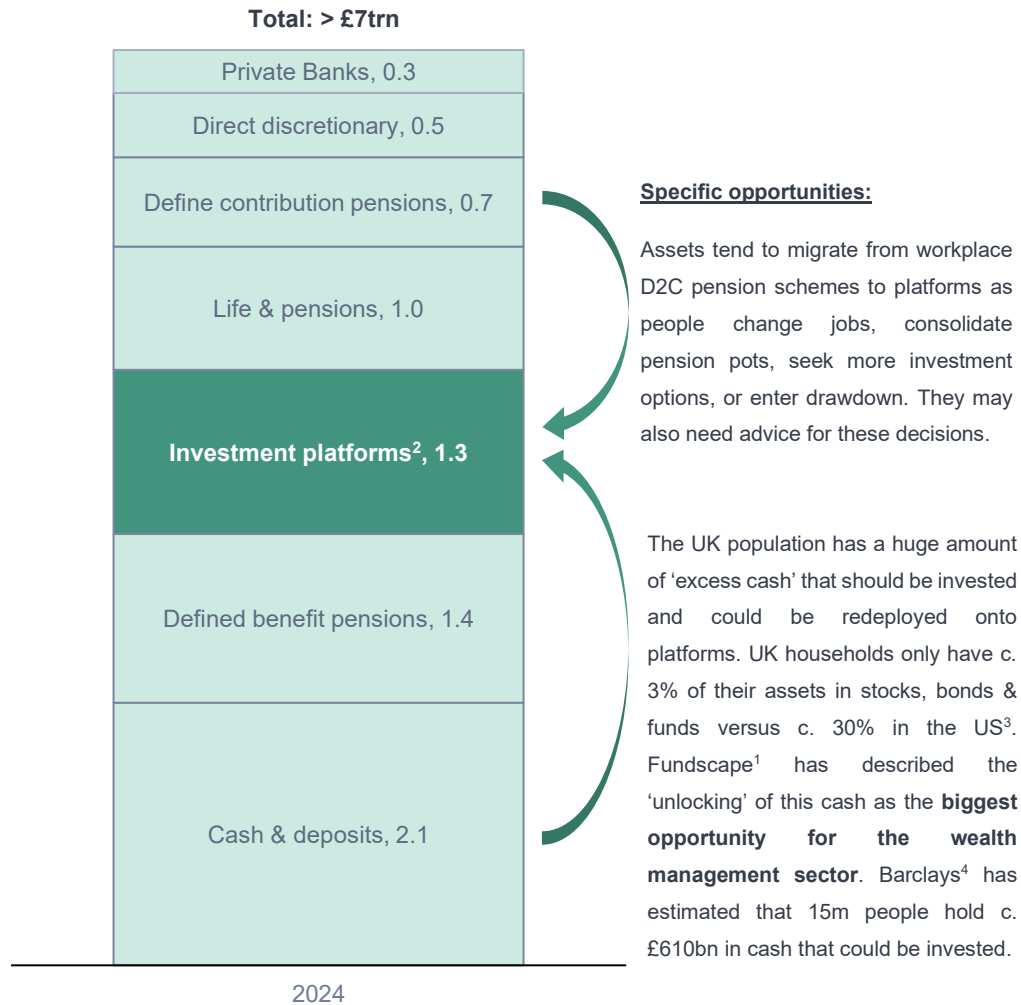 Total: > £7trn
Private Banks, 0.3
Direct discretionary, 0.5
Define contribution pensions, 0.7
Life & pensions, 1.0
Investment platforms², 1.3
Defined benefit pensions, 1.4
Cash & deposits, 2.1
2024
Specific opportunities:
Assets tend to migrate from workplace
D2C pension schemes to platforms as
people change jobs, consolidate
pension pots, seek more investment
options, or enter drawdown. They may
also need advice for these decisions.
The UK population has a huge amount
of ‘excess cash’ that should be invested
and could be redeployed onto
platforms. UK households only have c.
3% of their assets in stocks, bonds &
funds versus c. 30% in the US³.
Fundscape¹ has described the
‘unlocking’ of this cash as the biggest
opportunity for the wealth
management sector. Barclays⁴ has
estimated that 15m people hold c.
£610bn in cash that could be invested.